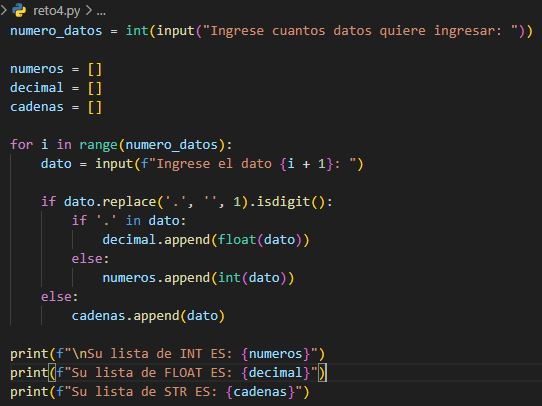 reto4.py > ...
numero_datos = int(input("Ingrese cuantos datos quiere ingresar: "))
numeros = []
decimal = []
cadenas = []
for i in range(numero_datos):
dato = input(f"Ingrese el dato {i + 1}: ")
if dato.replace('.', '', 1).isdigit():
if '.' in dato:
decimal.append(float(dato))
else:
numeros.append(int(dato))
else:
cadenas.append(dato)
print(f"\nSu lista de INT ES: {numeros}")
print(f"Su lista de FLOAT ES: {decimal}")
print(f"Su lista de STR ES: {cadenas}")